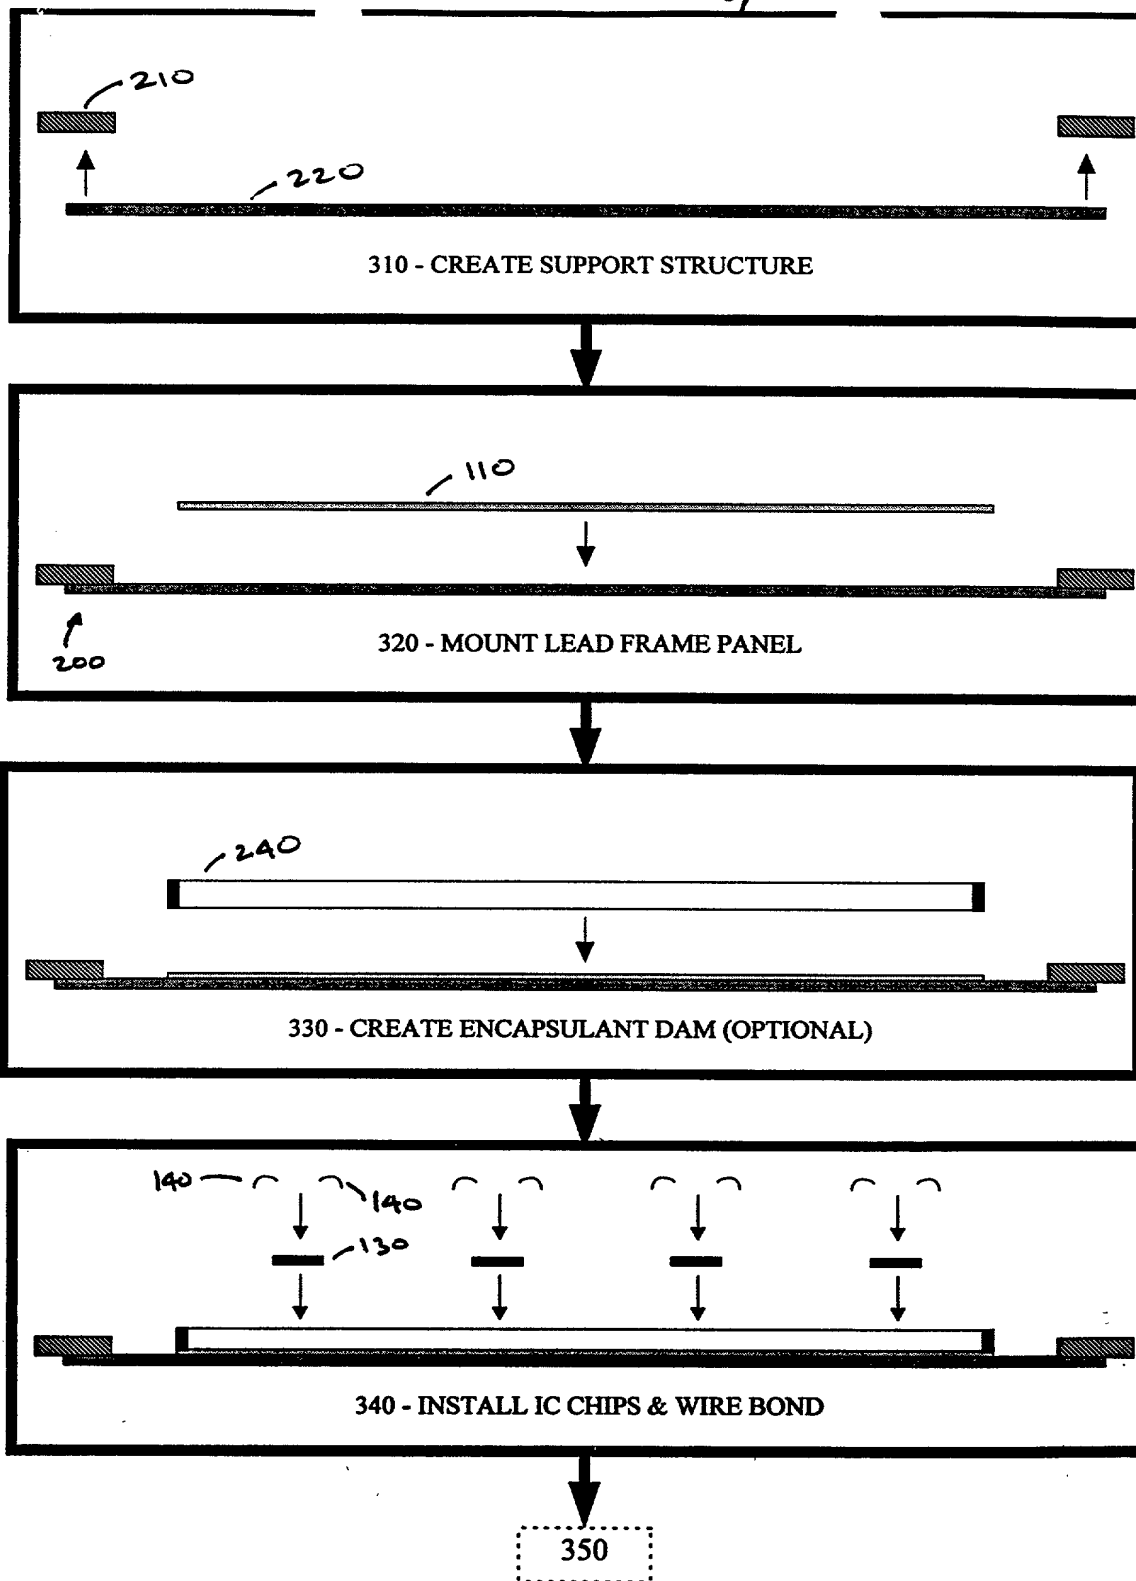 210
220
310 - CREATE SUPPORT STRUCTURE
110
200
320 - MOUNT LEAD FRAME PANEL
240
330 - CREATE ENCAPSULANT DAM (OPTIONAL)
140
140
130
340 - INSTALL IC CHIPS & WIRE BOND
350